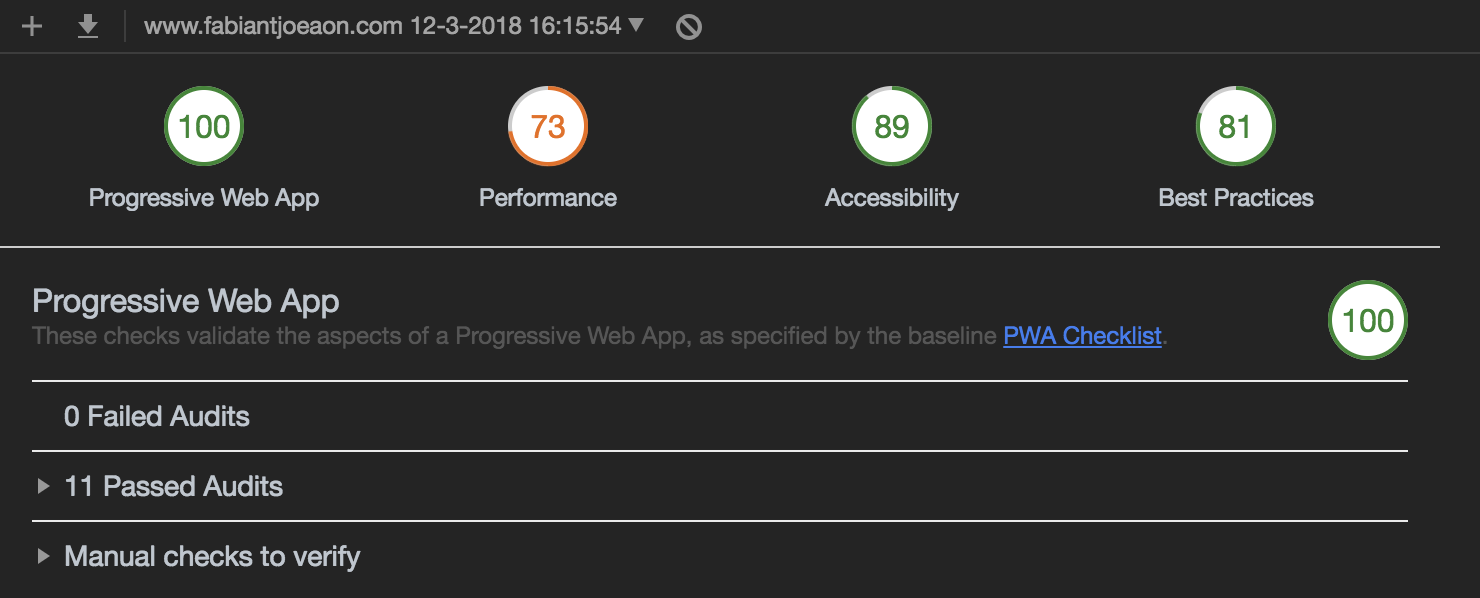 www.fabiantjoeaon.com 12-3-2018 16:15:54
100 73 89 81
Progressive Web App Performance Accessibility Best Practices
Progressive Web App
These checks validate the aspects of a Progressive Web App, as specified by the baseline PWA Checklist.
100
0 Failed Audits
11 Passed Audits
Manual checks to verify